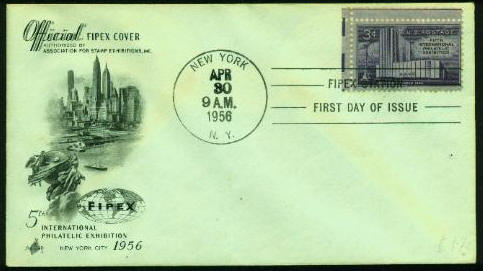 Official FIPEX COVER
AUTHORIZED BY
ASSOCIATION FOR STAMP EXHIBITIONS, INC.
FIPEX
5TH
INTERNATIONAL
PHILATELIC EXHIBITION
NEW YORK CITY 1956
NEW YORK
APR
30
9 A.M.
1956
N. Y.
3¢ U.S. POSTAGE
FIFTH
INTERNATIONAL
PHILATELIC
EXHIBITION
FIPEX STATION
FIRST DAY OF ISSUE